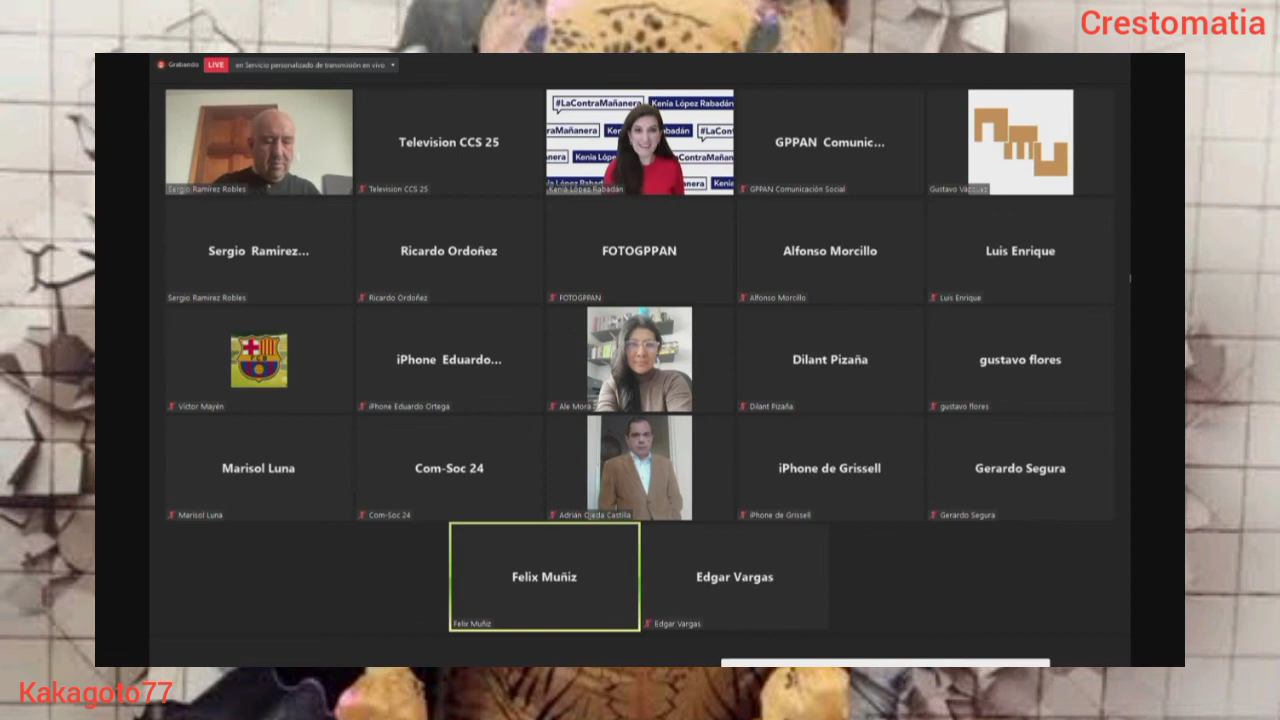 Crestomatia
Grabando
LIVE
en Servicio personalizado de transmisión en vivo
#LaContraMañanera
Kenia López Rabadán
Sergio Ramírez Robles
Television CCS 25
Television CCS 25
Kenia López Rabadán
GPPAN Comunic...
GPPAN Comunicación Social
Gustavo Vázquez
Sergio Ramirez...
Sergio Ramirez Robles
Ricardo Ordoñez
Ricardo Ordoñez
FOTOGPPAN
FOTOGPPAN
Alfonso Morcillo
Alfonso Morcillo
Luis Enrique
Luis Enrique
FCB
Victor Mayén
iPhone Eduardo...
iPhone Eduardo Ortega
Ale Mora
Dilant Pizaña
Dilant Pizaña
gustavo flores
gustavo flores
Marisol Luna
Marisol Luna
Com-Soc 24
Com-Soc 24
Adrián Ojeda Castilla
iPhone de Grissell
iPhone de Grissell
Gerardo Segura
Gerardo Segura
Felix Muñiz
Felix Muñiz
Edgar Vargas
Edgar Vargas
Kakagoto77